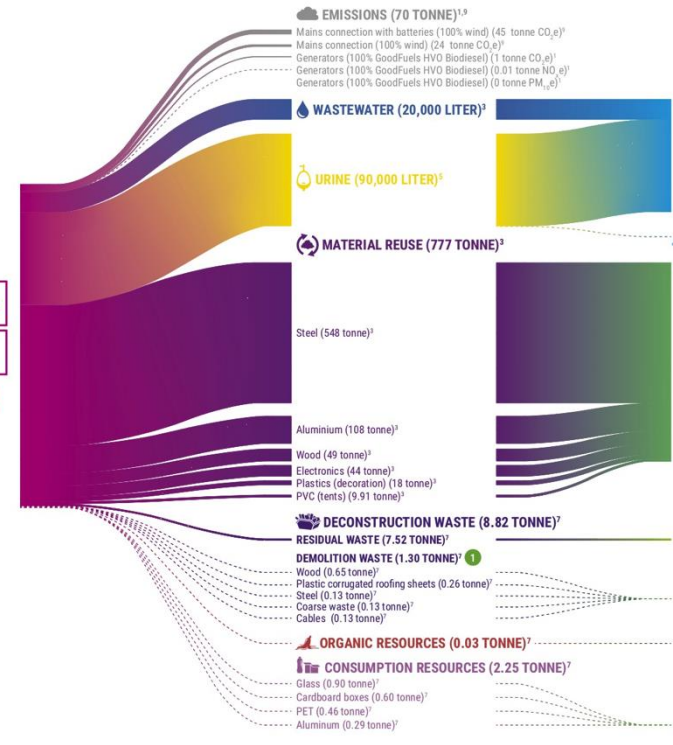 EMISSIONS (70 TONNE)¹,⁹
Mains connection with batteries (100% wind) (45 tonne CO₂e)⁹
Mains connection (100% wind) (24 tonne CO₂e)⁹
Generators (100% GoodFuels HVO Biodiesel) (1 tonne CO₂e)¹
Generators (100% GoodFuels HVO Biodiesel) (0.01 tonne NOₓe)¹
Generators (100% GoodFuels HVO Biodiesel) (0 tonne PM₁₀e)¹
WASTEWATER (20,000 LITER)³
URINE (90,000 LITER)⁵
MATERIAL REUSE (777 TONNE)³
Steel (548 tonne)³
Aluminium (108 tonne)³
Wood (49 tonne)³
Electronics (44 tonne)³
Plastics (decoration) (18 tonne)³
PVC (tents) (9.91 tonne)³
DECONSTRUCTION WASTE (8.82 TONNE)⁷
RESIDUAL WASTE (7.52 TONNE)⁷
DEMOLITION WASTE (1.30 TONNE)⁷ 1
Wood (0.65 tonne)⁷
Plastic corrugated roofing sheets (0.26 tonne)⁷
Steel (0.13 tonne)⁷
Coarse waste (0.13 tonne)⁷
Cables (0.13 tonne)⁷
ORGANIC RESOURCES (0.03 TONNE)⁷
CONSUMPTION RESOURCES (2.25 TONNE)⁷
Glass (0.90 tonne)⁷
Cardboard boxes (0.60 tonne)⁷
PET (0.46 tonne)⁷
Aluminum (0.29 tonne)⁷